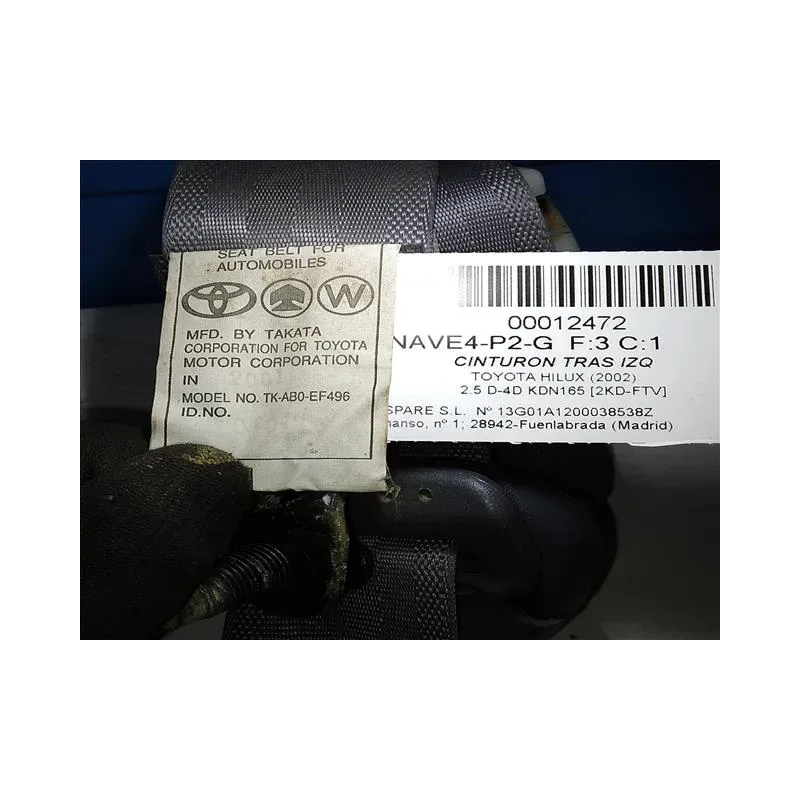 SEAT BELT FOR
AUTOMOBILES
W
MFD. BY TAKATA
CORPORATION FOR TOYOTA
MOTOR CORPORATION
IN
MODEL NO. TK-AB0-EF496
ID.NO.
00012472
NAVE4-P2-G F:3 C:1
CINTURON TRAS IZQ
TOYOTA HILUX (2002)
2.5 D-4D KDN165 [2KD-FTV]
SPARE S.L. Nº 13G01A1200038538Z
nº 1; 28942-Fuenlabrada (Madrid)